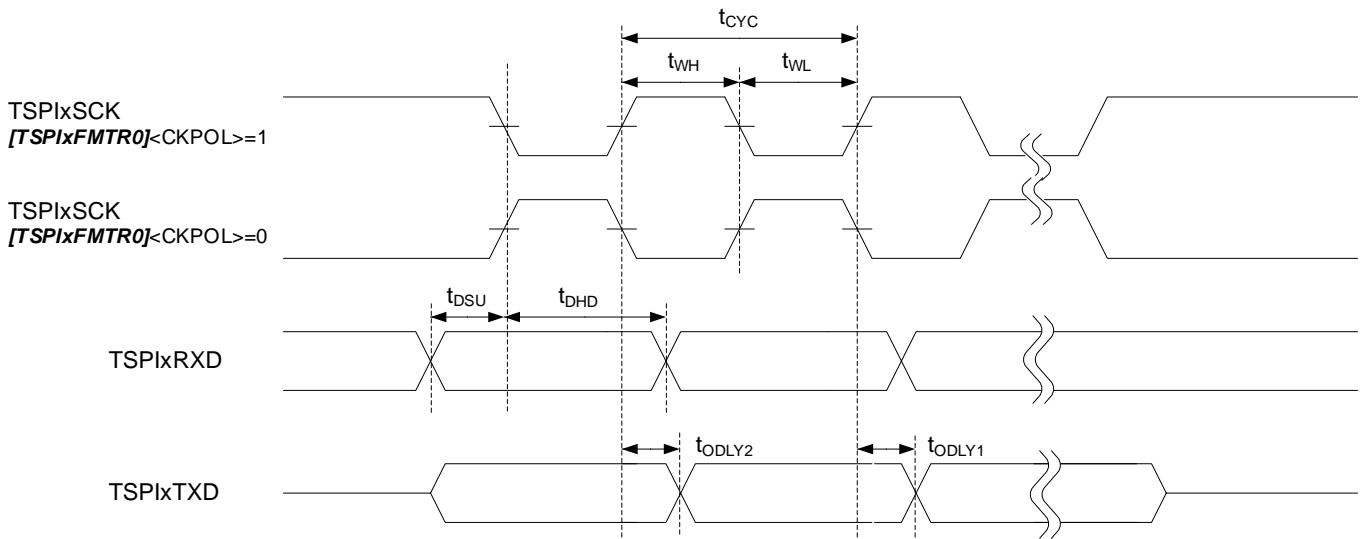 tCYC
tWH
tWL
TSPIxSCK
[TSPIxFMTR0]<CKPOL>=1
TSPIxSCK
[TSPIxFMTR0]<CKPOL>=0
tDSU
tDHD
TSPIxRXD
tODLY2
tODLY1
TSPIxTXD